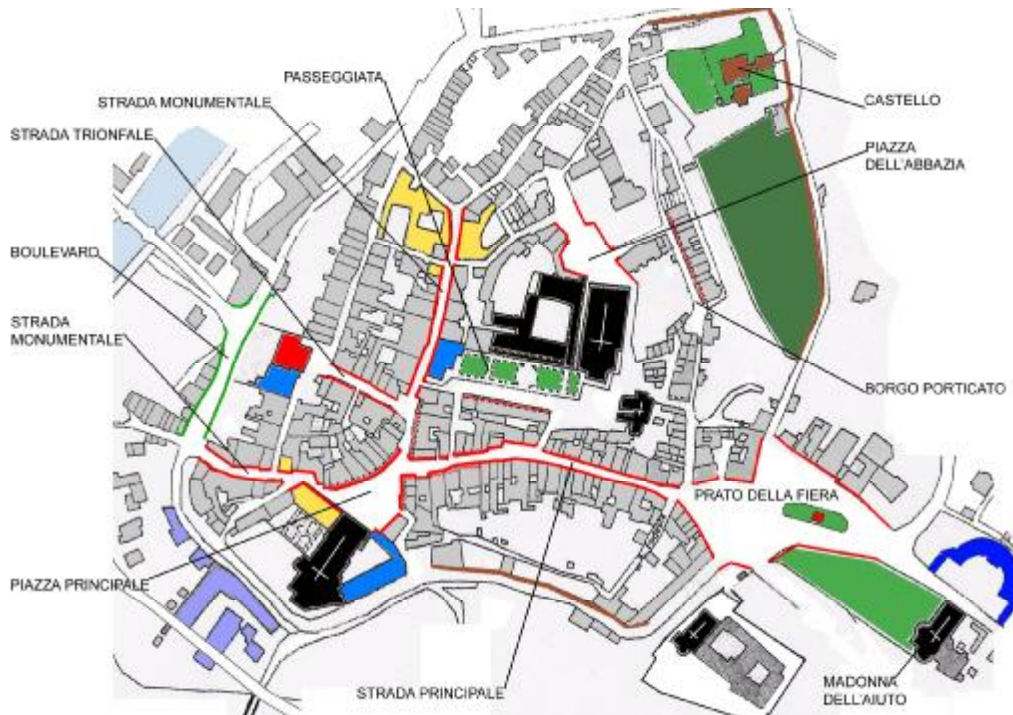 PASSEGGIATA
STRADA MONUMENTALE
STRADA TRIONFALE
BOULEVARD
STRADA
MONUMENTALE
PIAZZA PRINCIPALE
STRADA PRINCIPALE
CASTELLO
PIAZZA
DELL'ABBAZIA
BORGO PORTICATO
PRATO DELLA FIERA
MADONNA
DELL'AIUTO